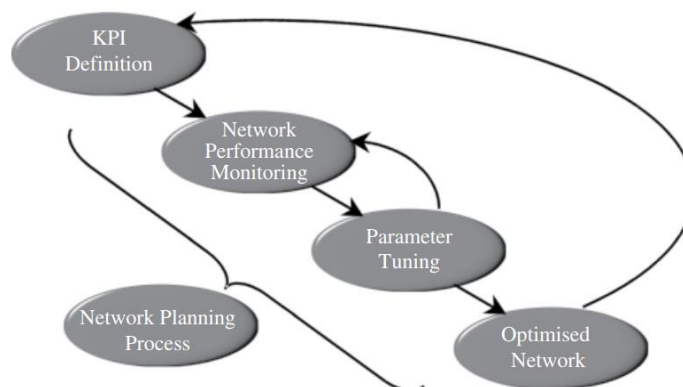 KPI
Definition
Network
Performance
Monitoring
Parameter
Tuning
Network Planning
Process
Optimised
Network